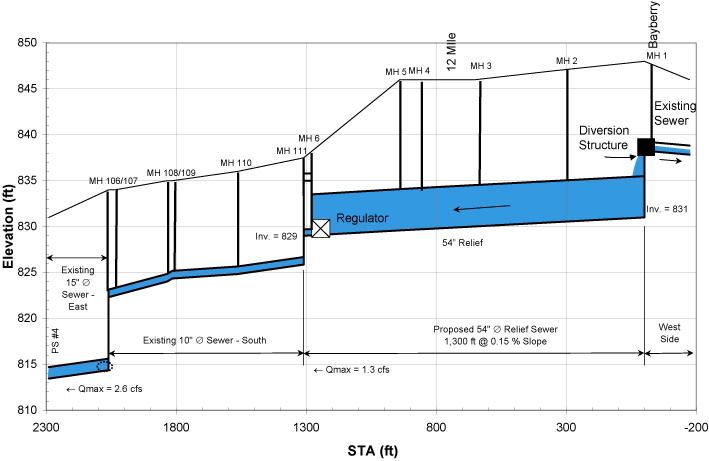 850
845
840
835
830
825
820
815
810
Elevation (ft)
2300
1800
1300
800
300
-200
STA (ft)
12 MIle
Bayberry
MH 5
MH 4
MH 3
MH 2
MH 1
MH 6
MH 111
MH 110
MH 108/109
MH 106/107
Existing
Sewer
Diversion
Structure
Regulator
Inv. = 829
Inv. = 831
54" Relief
Existing
15" ∅
Sewer -
East
PS #4
Existing 10" ∅ Sewer - South
Proposed 54" ∅ Relief Sewer
1,300 ft @ 0.15 % Slope
West
Side
← Qmax = 1.3 cfs
← Qmax = 2.6 cfs